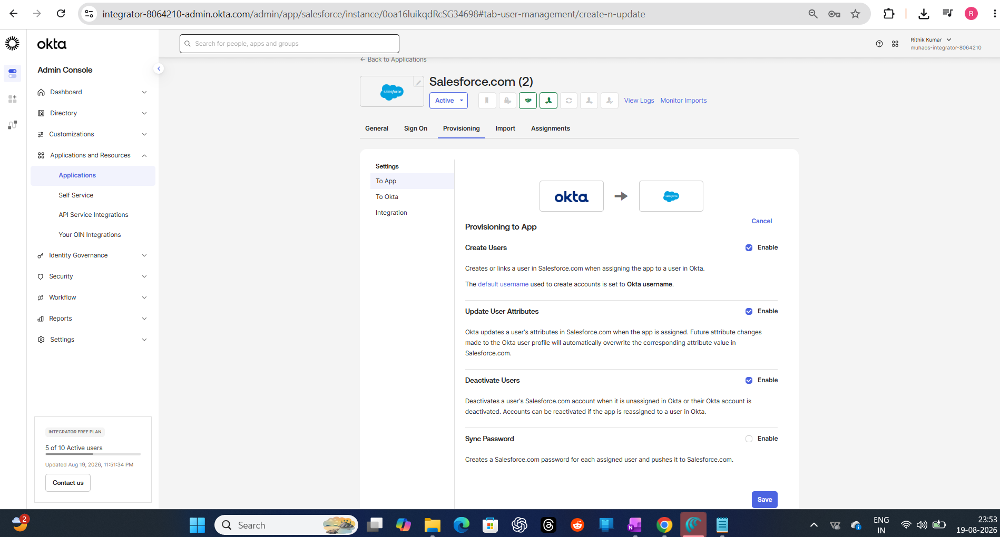 integrator-8064210-admin.okta.com/admin/app/salesforce/instance/0oa16luikqdRcSG34698#tab-user-management/create-n-update
R
okta
Search for people, apps and groups
Rithik Kumar
muhaos-integrator-8064210
Admin Console
Dashboard
Directory
Customizations
Applications and Resources
Applications
Self Service
API Service Integrations
Your OIN Integrations
Identity Governance
Security
Workflow
Reports
Settings
INTEGRATOR FREE PLAN
5 of 10 Active users
Updated Aug 19, 2026, 11:51:34 PM
Contact us
← Back to Applications
salesforce
Salesforce.com (2)
Active
View Logs
Monitor Imports
General
Sign On
Provisioning
Import
Assignments
Settings
To App
To Okta
Integration
okta
salesforce
Cancel
Provisioning to App
Create Users
Enable
Creates or links a user in Salesforce.com when assigning the app to a user in Okta.
The default username used to create accounts is set to Okta username.
Update User Attributes
Enable
Okta updates a user's attributes in Salesforce.com when the app is assigned. Future attribute changes
made to the Okta user profile will automatically overwrite the corresponding attribute value in
Salesforce.com.
Deactivate Users
Enable
Deactivates a user's Salesforce.com account when it is unassigned in Okta or their Okta account is
deactivated. Accounts can be reactivated if the app is reassigned to a user in Okta.
Sync Password
Enable
Creates a Salesforce.com password for each assigned user and pushes it to Salesforce.com.
Save
2
Search
N
ENG
IN
23:53
19-08-2026